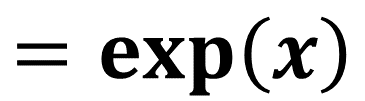 = exp(x)